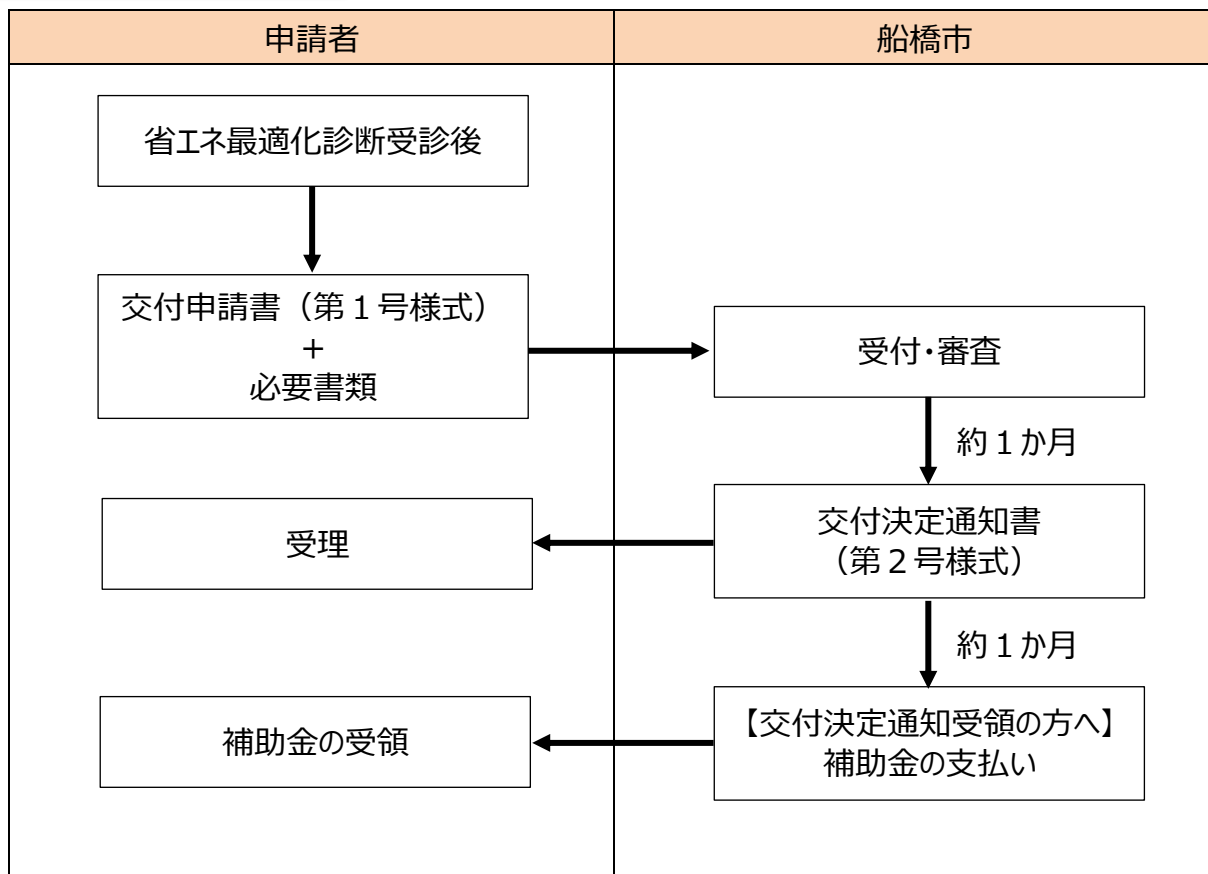 申請者
船橋市
省エネ最適化診断受診後
交付申請書（第１号様式）
＋
必要書類
受付・審査
約１か月
交付決定通知書
（第２号様式）
受理
約１か月
【交付決定通知受領の方へ】
補助金の支払い
補助金の受領